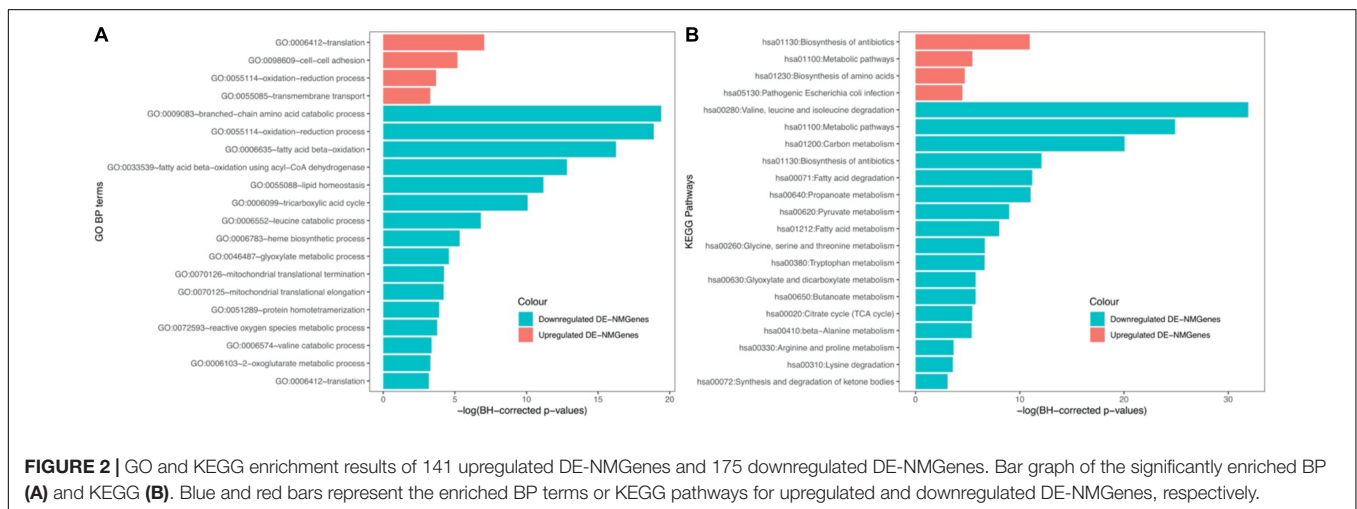 A
GO BP terms
GO:0006412~translation
GO:0098609~cell−cell adhesion
GO:0055114~oxidation−reduction process
GO:0055085~transmembrane transport
GO:0009083~branched−chain amino acid catabolic process
GO:0055114~oxidation−reduction process
GO:0006635~fatty acid beta−oxidation
GO:0033539~fatty acid beta−oxidation using acyl−CoA dehydrogenase
GO:0055088~lipid homeostasis
GO:0006099~tricarboxylic acid cycle
GO:0006552~leucine catabolic process
GO:0006783~heme biosynthetic process
GO:0046487~glyoxylate metabolic process
GO:0070126~mitochondrial translational termination
GO:0070125~mitochondrial translational elongation
GO:0051289~protein homotetramerization
GO:0072593~reactive oxygen species metabolic process
GO:0006574~valine catabolic process
GO:0006103~2−oxoglutarate metabolic process
GO:0006412~translation
Colour
Downregulated DE−NMGenes
Upregulated DE−NMGenes
0 5 10 15 20
−log(BH−corrected p−values)
B
KEGG Pathways
hsa01130:Biosynthesis of antibiotics
hsa01100:Metabolic pathways
hsa01230:Biosynthesis of amino acids
hsa05130:Pathogenic Escherichia coli infection
hsa00280:Valine, leucine and isoleucine degradation
hsa01100:Metabolic pathways
hsa01200:Carbon metabolism
hsa01130:Biosynthesis of antibiotics
hsa00071:Fatty acid degradation
hsa00640:Propanoate metabolism
hsa00620:Pyruvate metabolism
hsa01212:Fatty acid metabolism
hsa00260:Glycine, serine and threonine metabolism
hsa00380:Tryptophan metabolism
hsa00630:Glyoxylate and dicarboxylate metabolism
hsa00650:Butanoate metabolism
hsa00020:Citrate cycle (TCA cycle)
hsa00410:beta−Alanine metabolism
hsa00330:Arginine and proline metabolism
hsa00310:Lysine degradation
hsa00072:Synthesis and degradation of ketone bodies
Colour
Downregulated DE−NMGenes
Upregulated DE−NMGenes
0 10 20 30
−log(BH−corrected p−values)
FIGURE 2 | GO and KEGG enrichment results of 141 upregulated DE-NMGenes and 175 downregulated DE-NMGenes. Bar graph of the significantly enriched BP
(A) and KEGG (B). Blue and red bars represent the enriched BP terms or KEGG pathways for upregulated and downregulated DE-NMGenes, respectively.